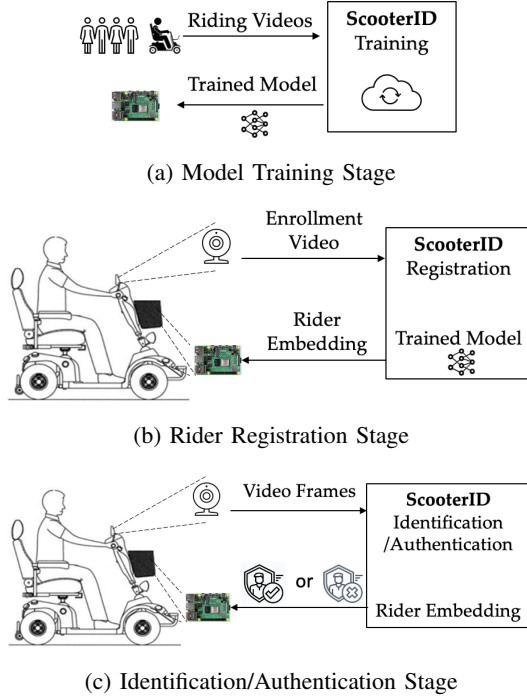 Riding Videos
ScooterID
Training
Trained Model
(a) Model Training Stage
Enrollment
Video
ScooterID
Registration
Rider
Embedding
Trained Model
(b) Rider Registration Stage
Video Frames
ScooterID
Identification
/Authentication
or
Rider Embedding
(c) Identification/Authentication Stage